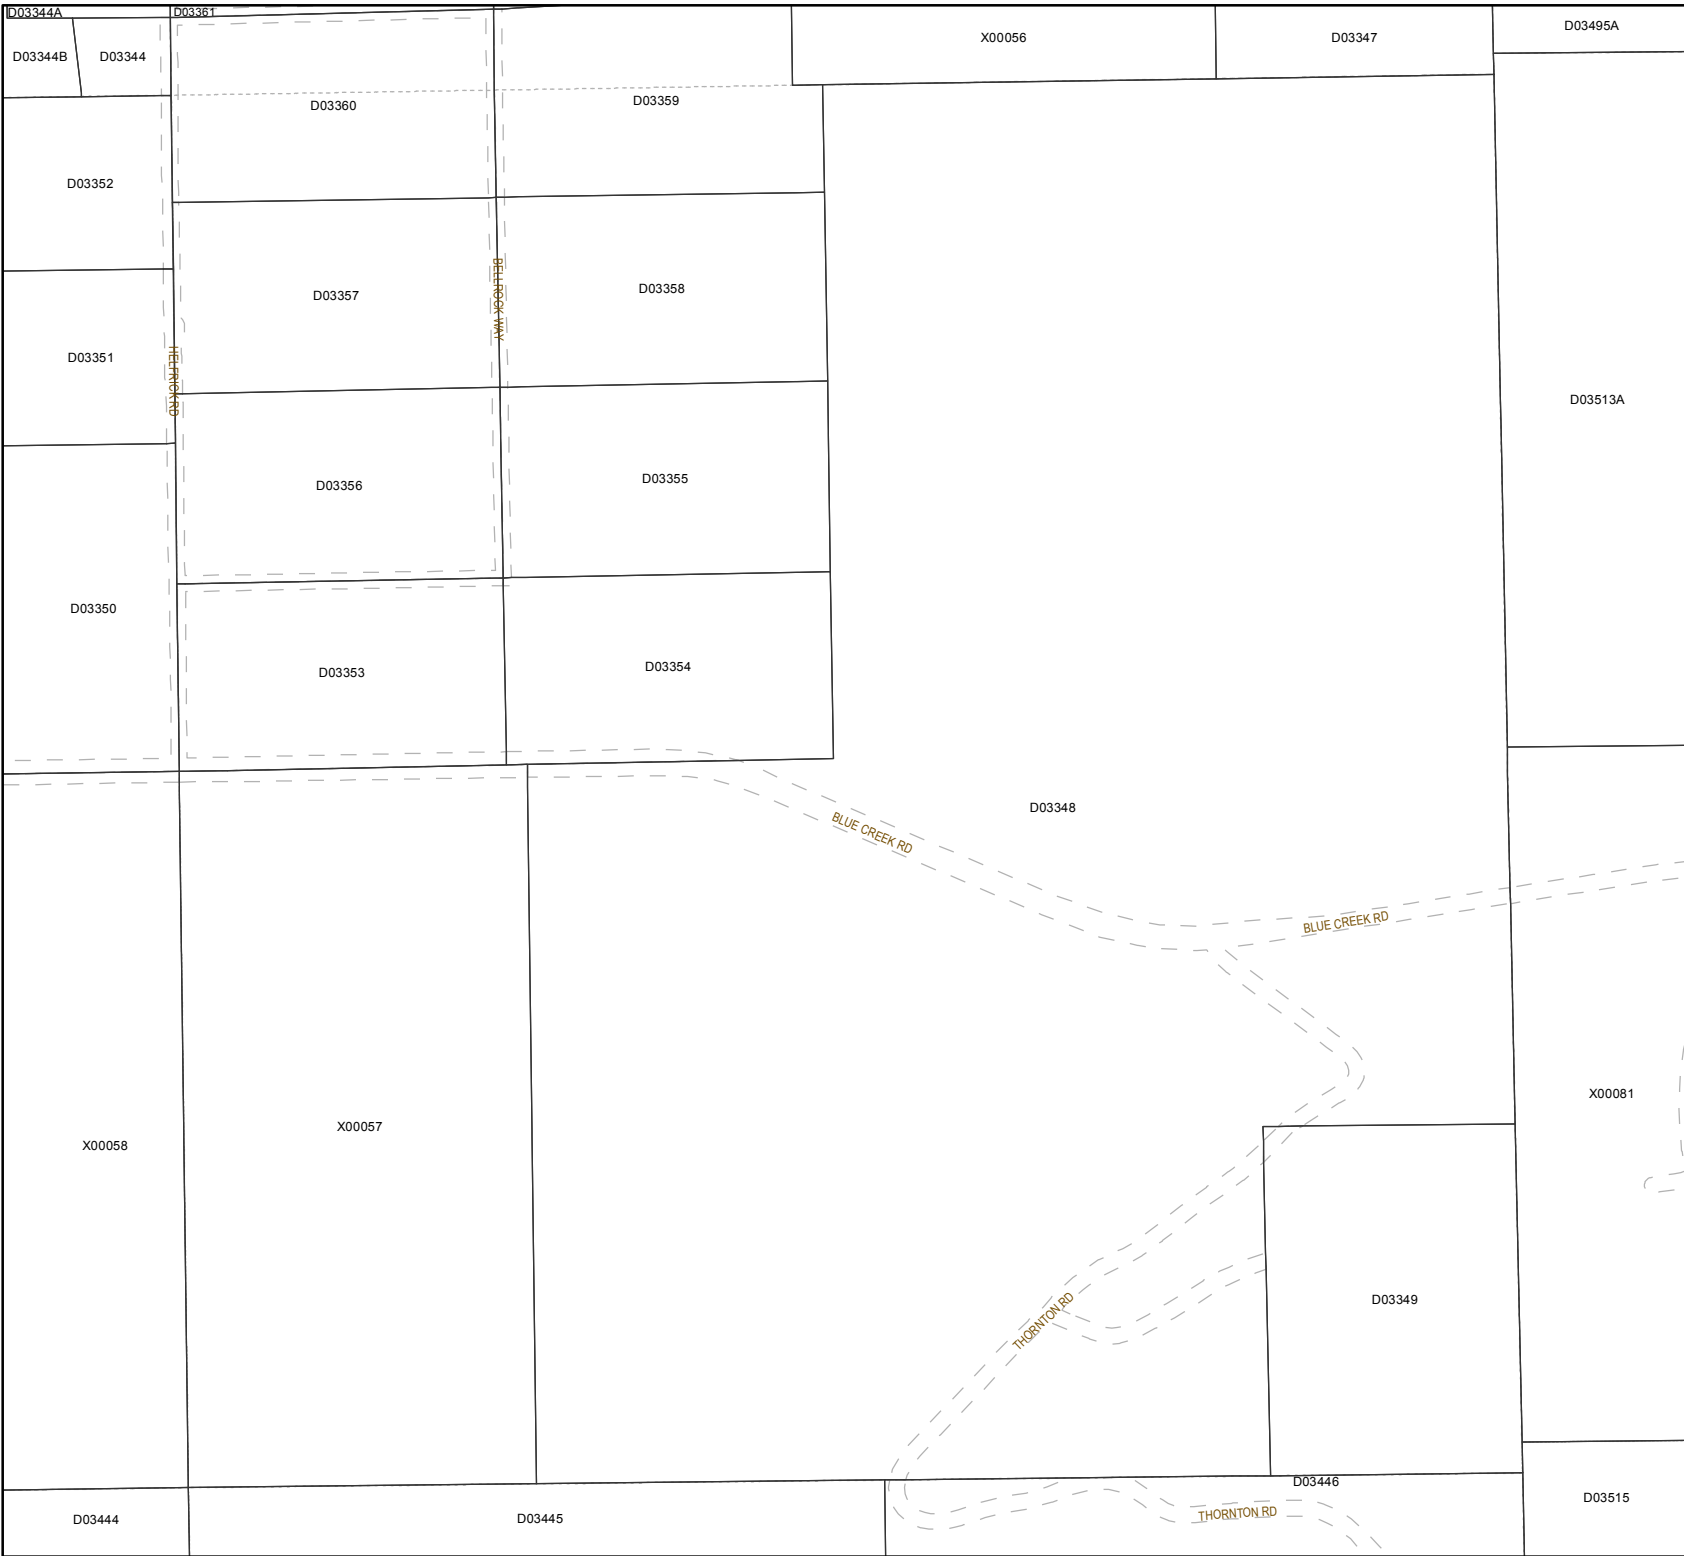 D03344A
D03361
D03495A
X00056
D03347
D03344B
D03344
D03360
D03359
D03352
D03357
BELLROCK WAY
D03358
D03351
HELFRICK RD
D03513A
D03356
D03355
D03350
D03353
D03354
D03348
BLUE CREEK RD
BLUE CREEK RD
X00058
X00057
X00081
D03349
THORNTON RD
D03446
D03444
D03445
THORNTON RD
D03515